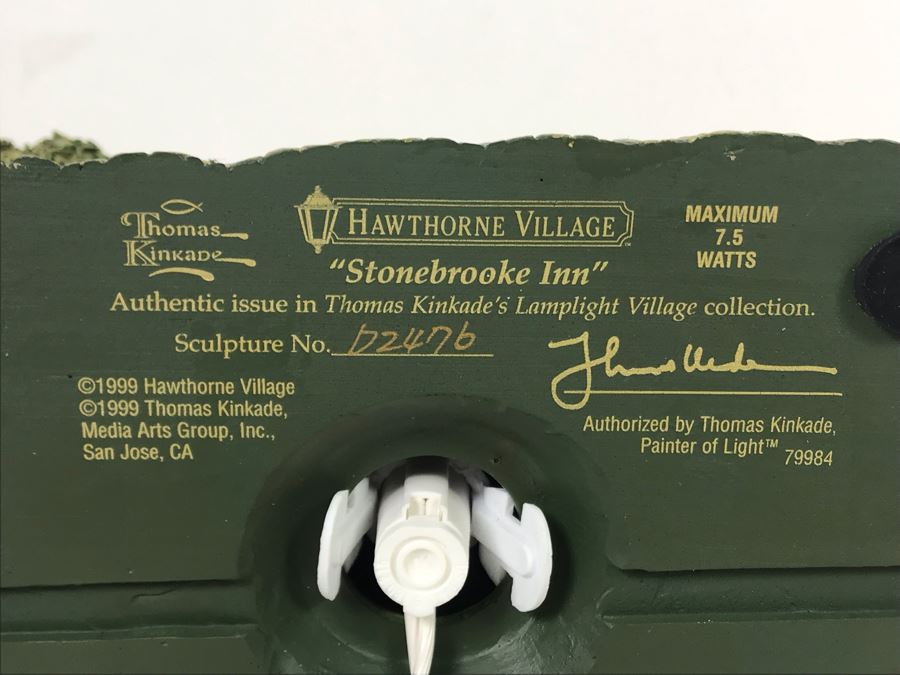 Thomas
Kinkade
HAWTHORNE VILLAGE™
MAXIMUM
7.5
WATTS
“Stonebrooke Inn”
Authentic issue in Thomas Kinkade's Lamplight Village collection.
Sculpture No. D2476
©1999 Hawthorne Village
©1999 Thomas Kinkade,
Media Arts Group, Inc.,
San Jose, CA
Authorized by Thomas Kinkade,
Painter of Light™
79984